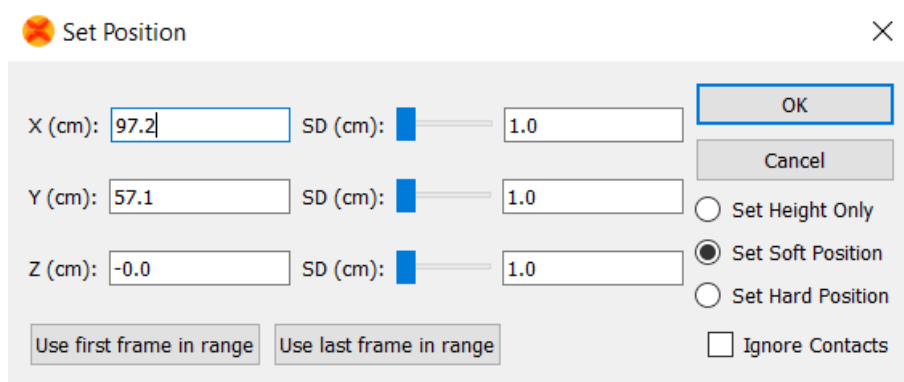 Set Position
X (cm): 97.2 SD (cm): 1.0 OK
Cancel
Y (cm): 57.1 SD (cm): 1.0 Set Height Only
Set Soft Position
Z (cm): -0.0 SD (cm): 1.0
Set Hard Position
Use first frame in range Use last frame in range Ignore Contacts